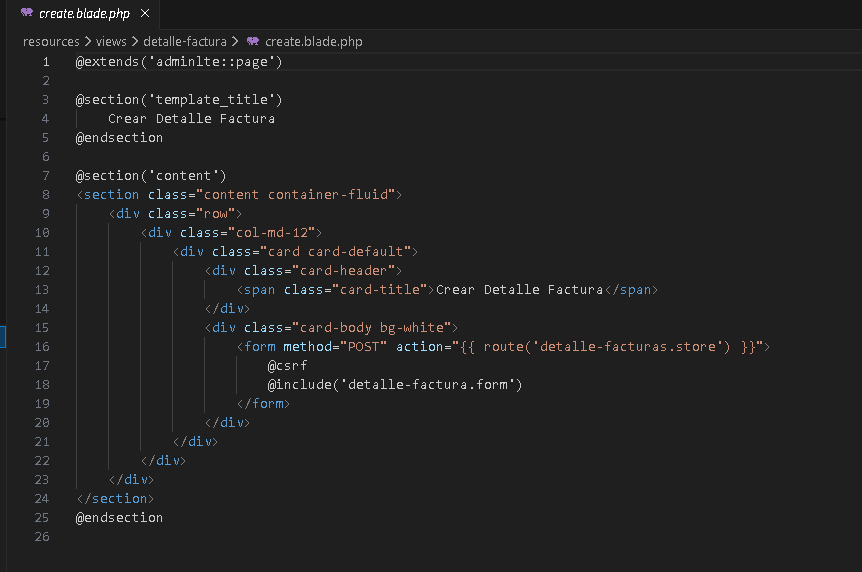 create.blade.php ×
resources > views > detalle-factura > create.blade.php
1 @extends('adminlte::page')
2
3 @section('template_title')
4 Crear Detalle Factura
5 @endsection
6
7 @section('content')
8 <section class="content container-fluid">
9 <div class="row">
10 <div class="col-md-12">
11 <div class="card card-default">
12 <div class="card-header">
13 <span class="card-title">Crear Detalle Factura</span>
14 </div>
15 <div class="card-body bg-white">
16 <form method="POST" action="{{ route('detalle-facturas.store') }}">
17 @csrf
18 @include('detalle-factura.form')
19 </form>
20 </div>
21 </div>
22 </div>
23 </div>
24 </section>
25 @endsection
26